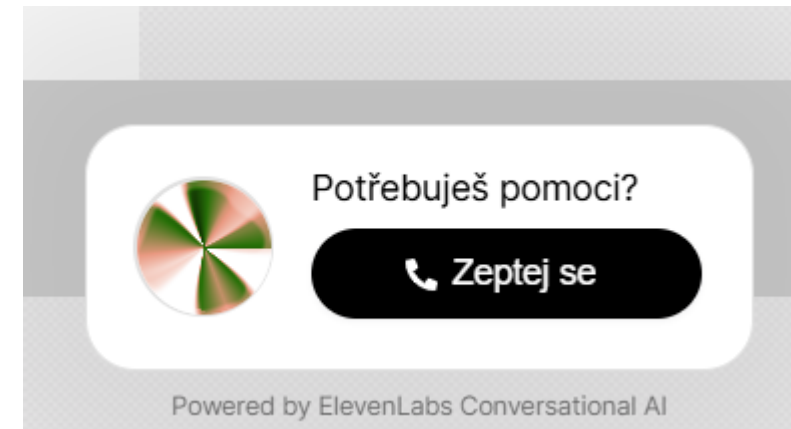 Potřebuješ pomoci?
Zeptej se
Powered by ElevenLabs Conversational AI